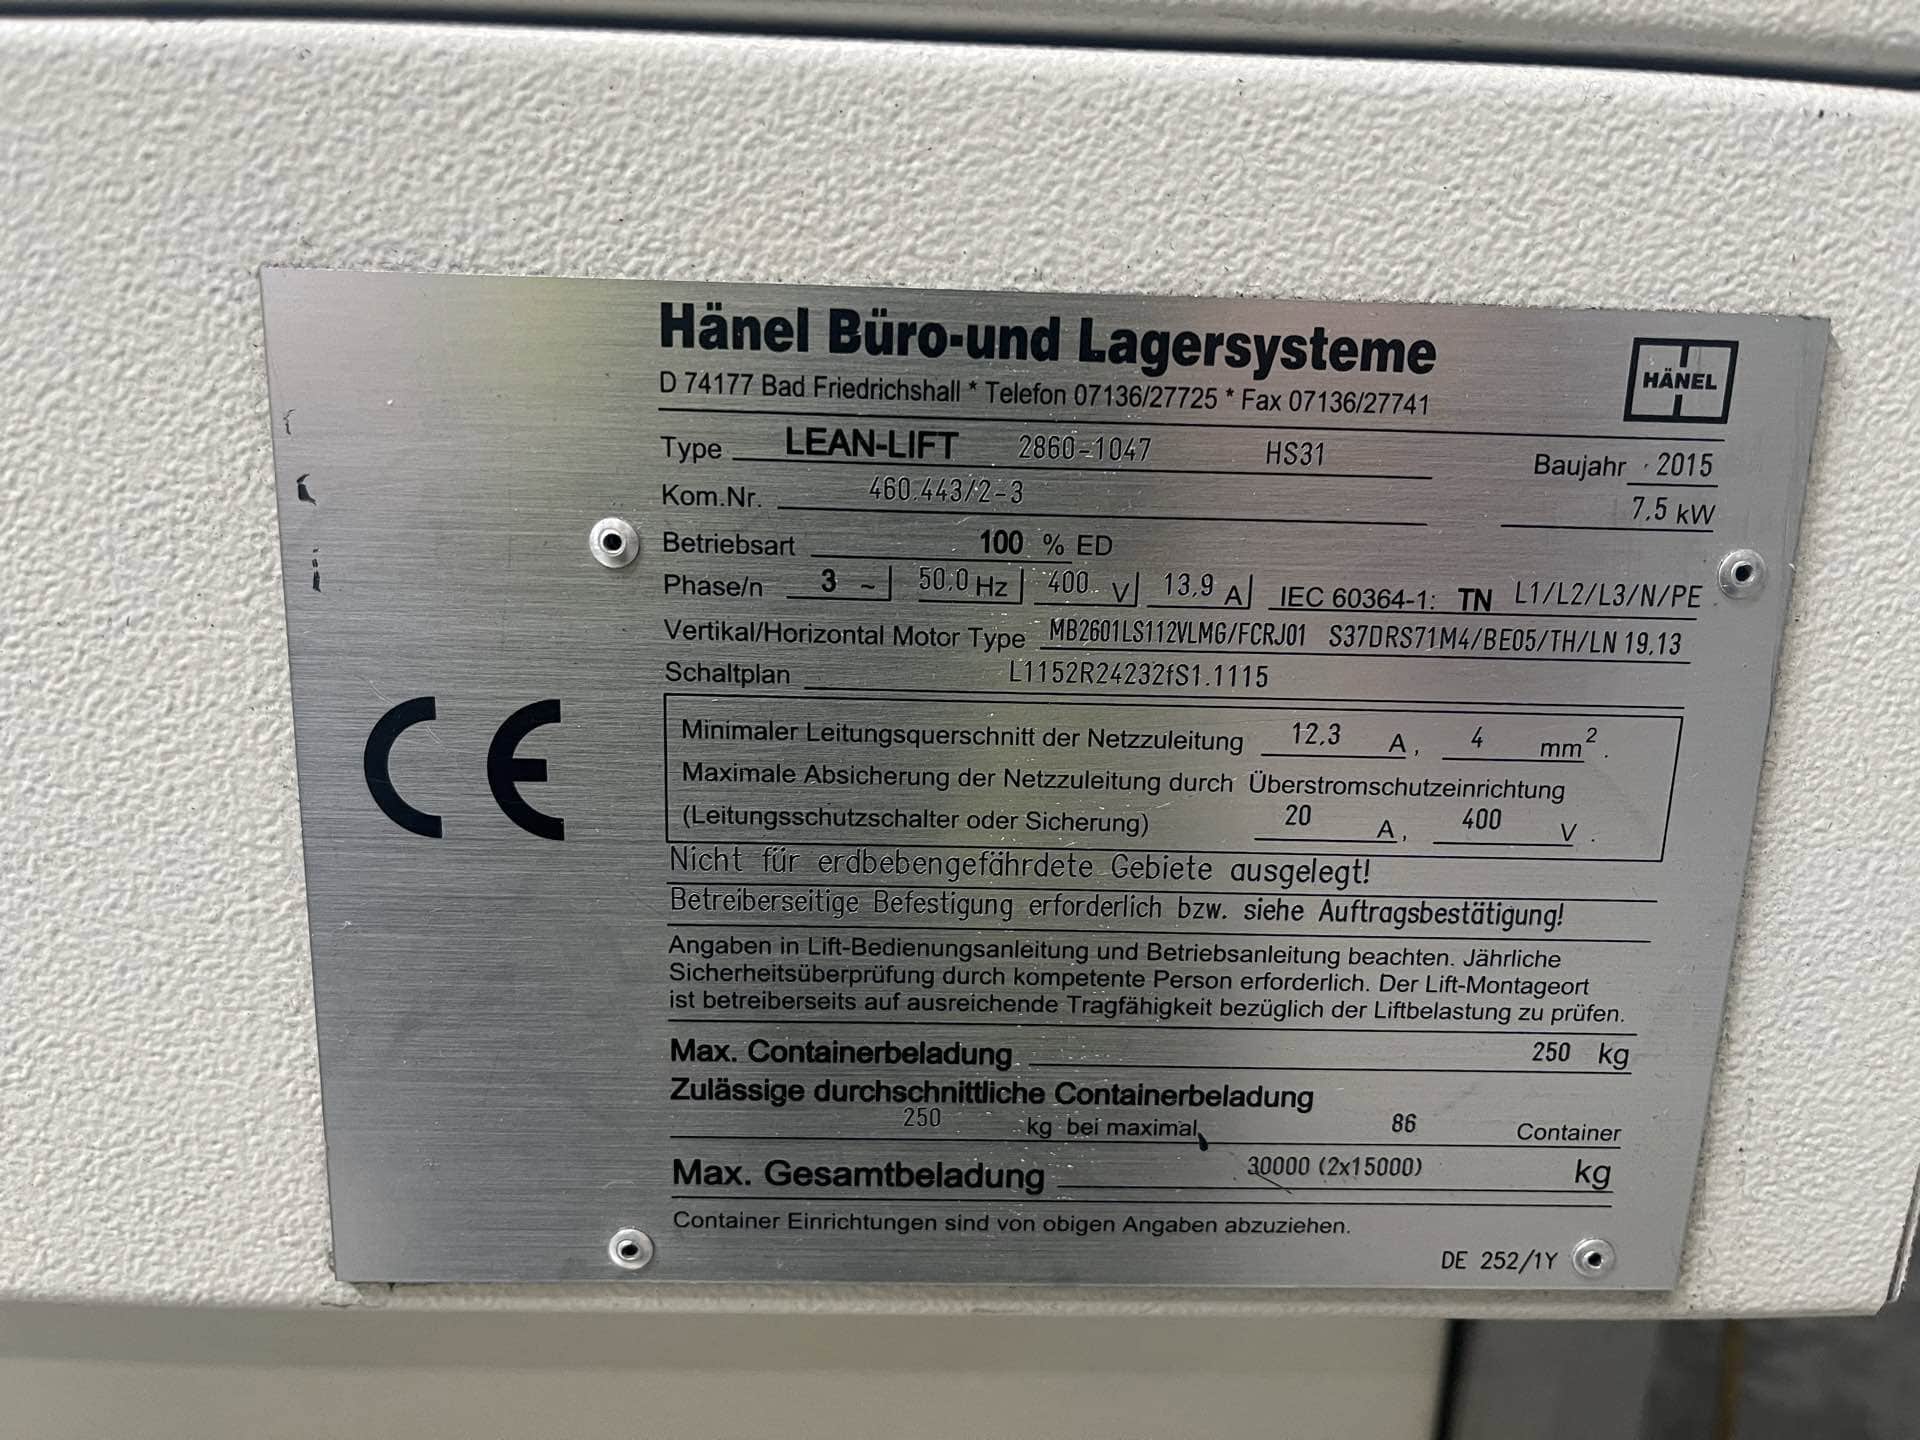 Hänel Büro-und Lagersysteme
HÄNEL
D 74177 Bad Friedrichshall * Telefon 07136/27725 * Fax 07136/27741
Type LEAN-LIFT 2860-1047 HS31 Baujahr 2015
Kom.Nr. 460.443/2-3 7,5 kW
Betriebsart 100 % ED
Phase/n 3 ~ 50,0 Hz 400 V 13,9 A IEC 60364-1: TN L1/L2/L3/N/PE
Vertikal/Horizontal Motor Type MB2601LS112VLMG/FCRJ01 S37DRS71M4/BE05/TH/LN 19,13
Schaltplan L1152R24232fS1.1115
CE
Minimaler Leitungsquerschnitt der Netzzuleitung 12,3 A, 4 mm².
Maximale Absicherung der Netzzuleitung durch Überstromschutzeinrichtung
(Leitungsschutzschalter oder Sicherung) 20 A, 400 V.
Nicht für erdbebengefährdete Gebiete ausgelegt!
Betreiberseitige Befestigung erforderlich bzw. siehe Auftragsbestätigung!
Angaben in Lift-Bedienungsanleitung und Betriebsanleitung beachten. Jährliche
Sicherheitsüberprüfung durch kompetente Person erforderlich. Der Lift-Montageort
ist betreiberseits auf ausreichende Tragfähigkeit bezüglich der Liftbelastung zu prüfen.
Max. Containerbeladung 250 kg
Zulässige durchschnittliche Containerbeladung
250 kg bei maximal 86 Container
Max. Gesamtbeladung 30000 (2x15000) kg
Container Einrichtungen sind von obigen Angaben abzuziehen.
DE 252/1Y